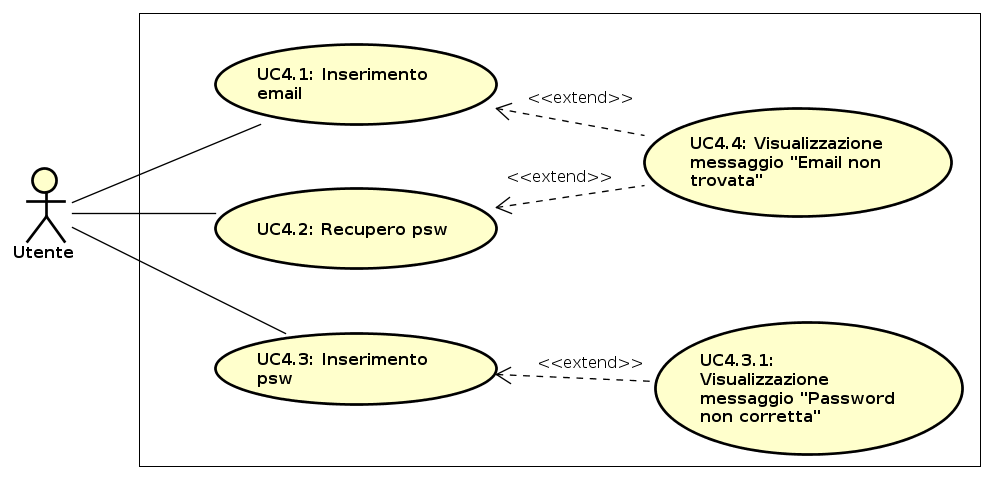 UC4.1: Inserimento
email
<<extend>>
UC4.4: Visualizzazione
messaggio "Email non
trovata"
<<extend>>
UC4.2: Recupero psw
Utente
UC4.3: Inserimento
psw
<<extend>>
UC4.3.1:
Visualizzazione
messaggio "Password
non corretta"